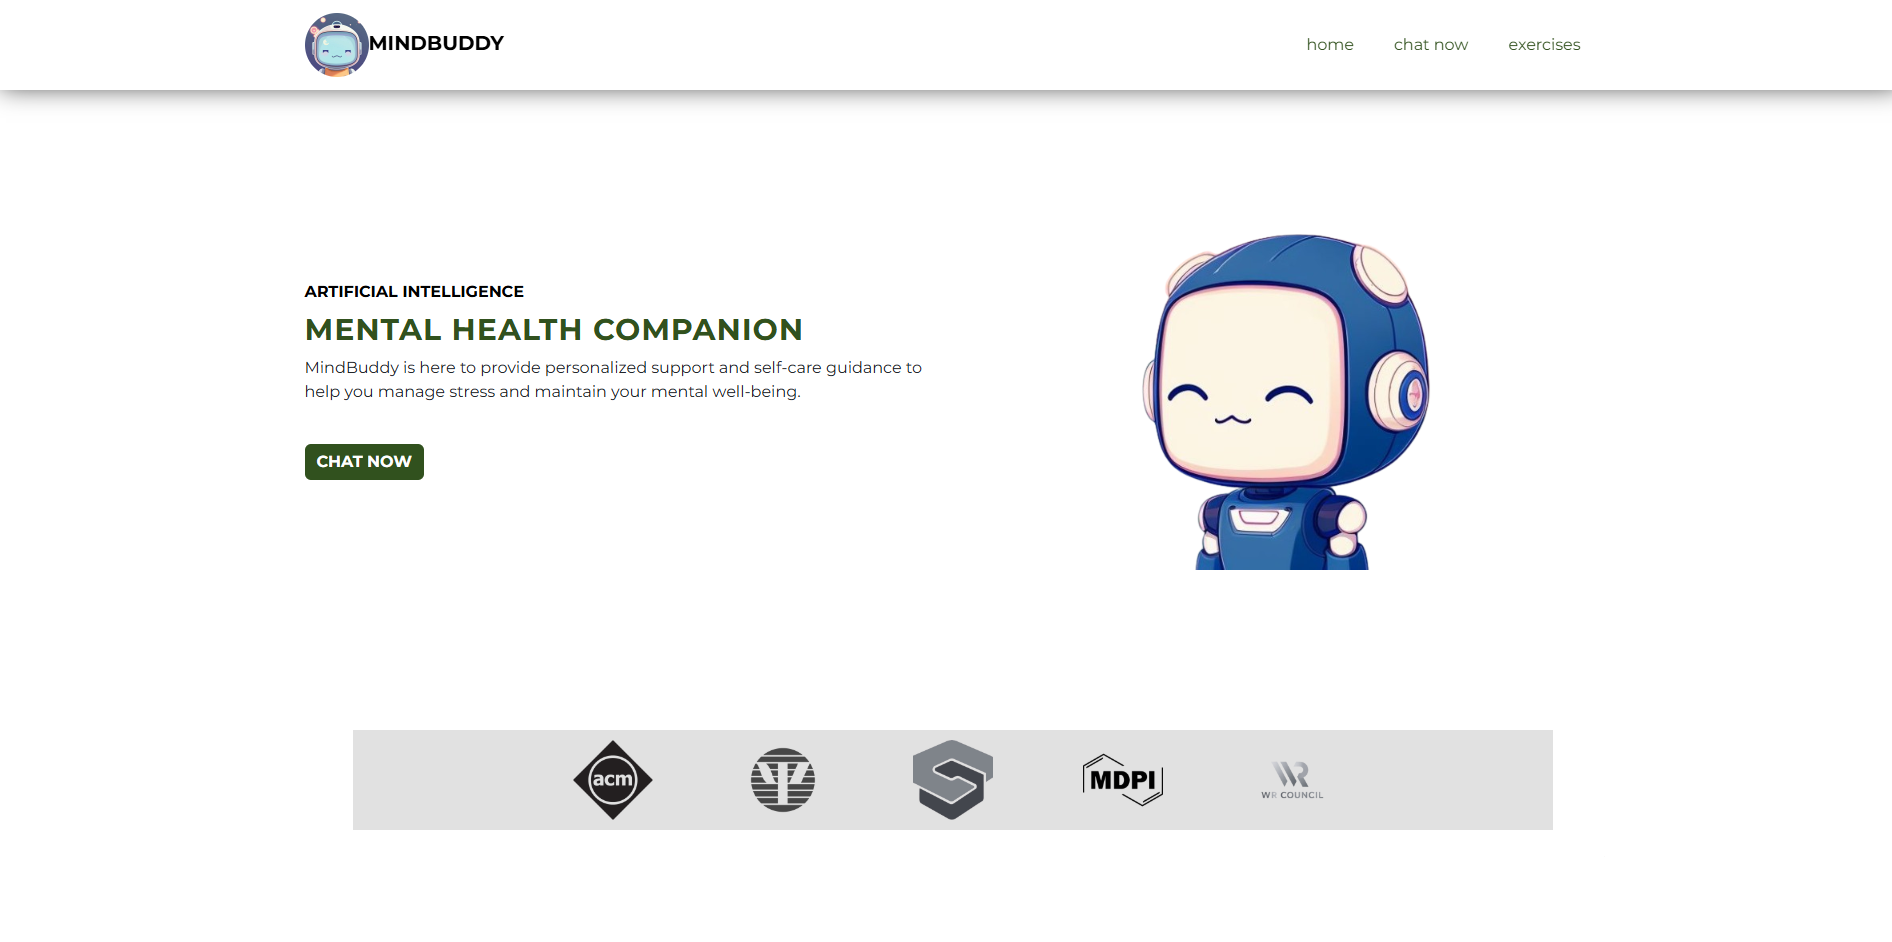 MINDBUDDY
home
chat now
exercises
ARTIFICIAL INTELLIGENCE
MENTAL HEALTH COMPANION
MindBuddy is here to provide personalized support and self-care guidance to
help you manage stress and maintain your mental well-being.
CHAT NOW
acm
MDPI
WR
WR COUNCIL